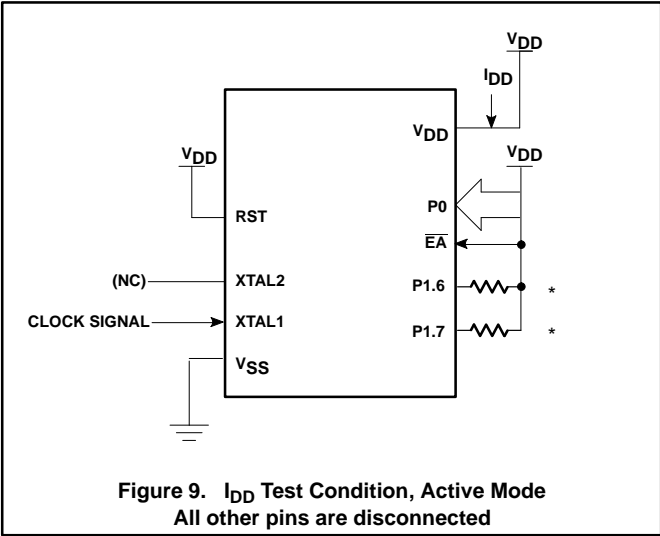 VDD
IDD
VDD
VDD
VDD
P0
RST
EA
(NC)
XTAL2
P1.6
*
CLOCK SIGNAL
XTAL1
P1.7
*
VSS
Figure 9. IDD Test Condition, Active Mode
All other pins are disconnected